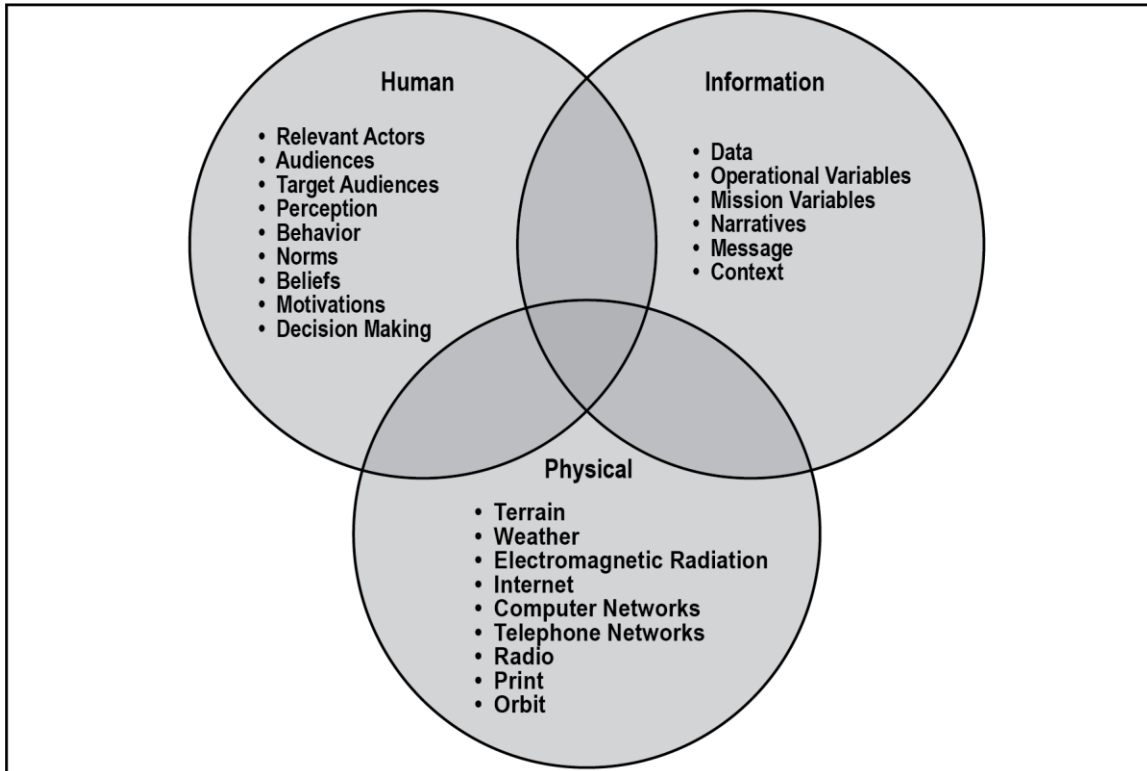 Human
• Relevant Actors
• Audiences
• Target Audiences
• Perception
• Behavior
• Norms
• Beliefs
• Motivations
• Decision Making
Information
• Data
• Operational Variables
• Mission Variables
• Narratives
• Message
• Context
Physical
• Terrain
• Weather
• Electromagnetic Radiation
• Internet
• Computer Networks
• Telephone Networks
• Radio
• Print
• Orbit